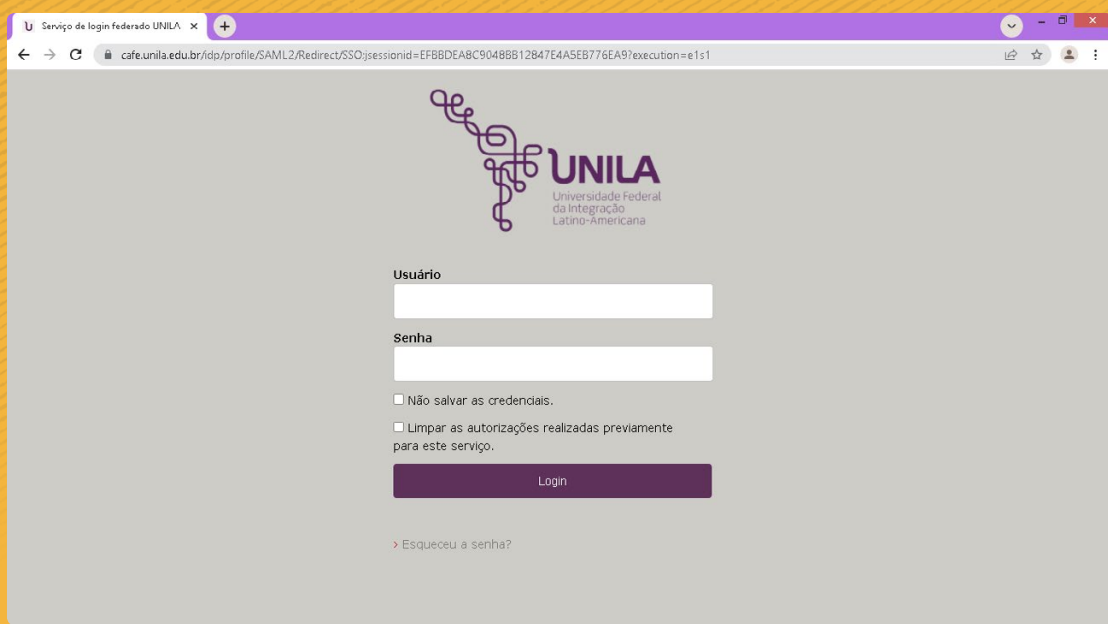 Serviço de login federado UNILA
cafe.unila.edu.br/idp/profile/SAML2/Redirect/SSO;jsessionid=EFBBDEA8C9048BB12847E4A5EB776EA9?execution=e1s1
UNILA
Universidade Federal
da Integração
Latino-Americana
Usuário
Senha
Não salvar as credenciais.
Limpar as autorizações realizadas previamente
para este serviço.
Login
> Esqueceu a senha?